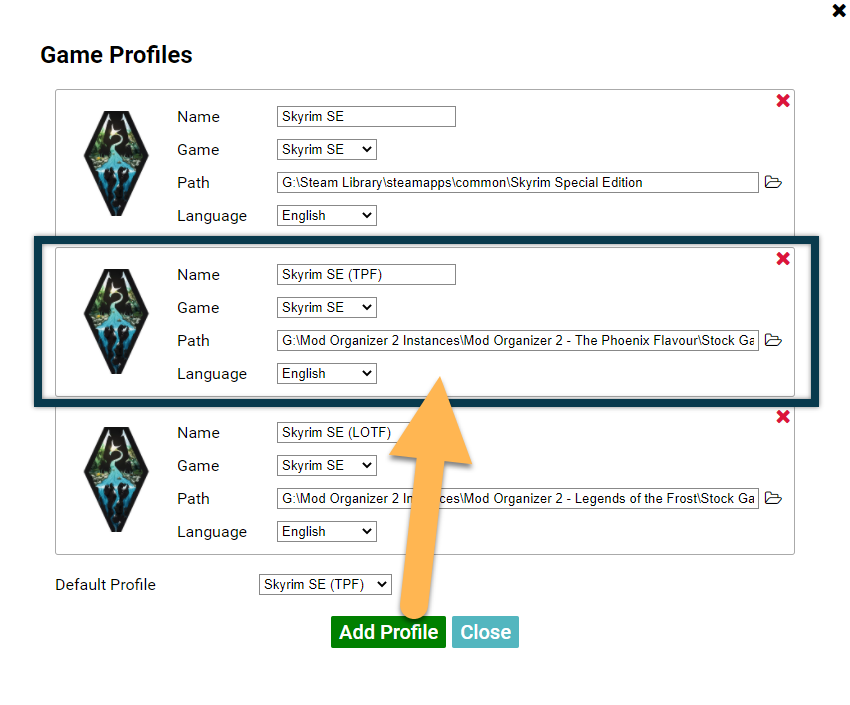 Game Profiles
Name Skyrim SE
Game Skyrim SE
Path G:\Steam Library\steamapps\common\Skyrim Special Edition
Language English
Name Skyrim SE (TPF)
Game Skyrim SE
Path G:\Mod Organizer 2 Instances\Mod Organizer 2 - The Phoenix Flavour\Stock Ga
Language English
Name Skyrim SE (LOTF)
Game Skyrim SE
Path G:\Mod Organizer 2 Instances\Mod Organizer 2 - Legends of the Frost\Stock Ga
Language English
Default Profile Skyrim SE (TPF)
Add Profile Close